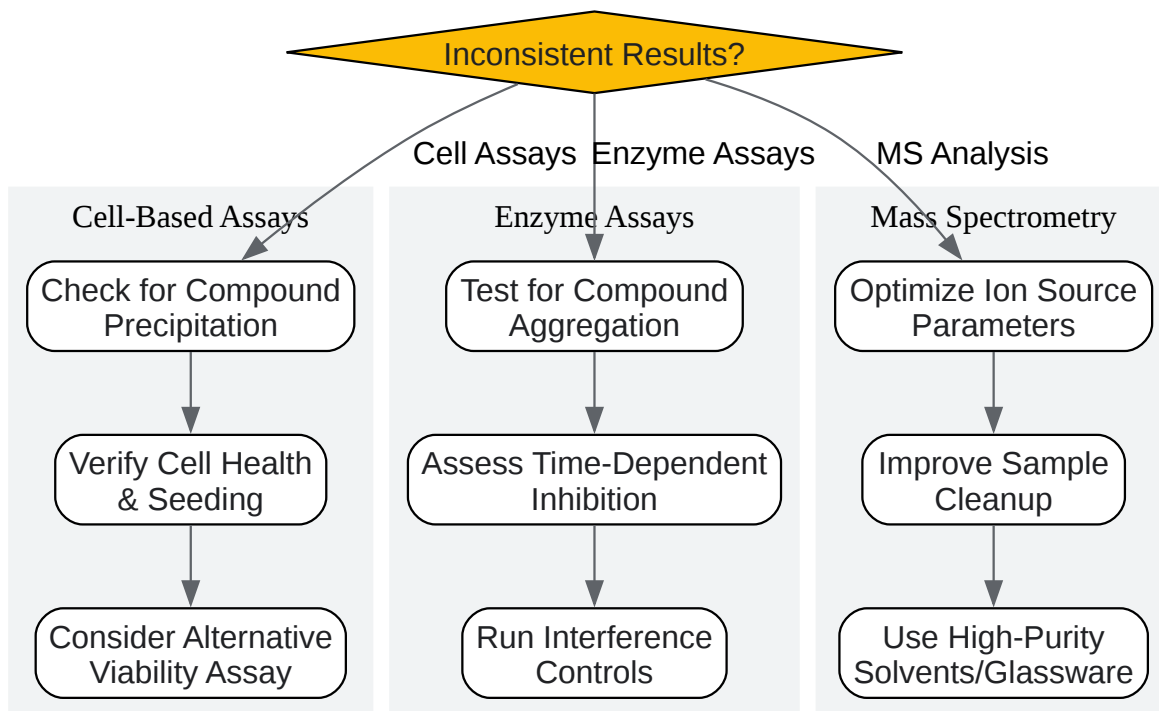 Inconsistent Results?
Cell Assays
Enzyme Assays
MS Analysis
Cell-Based Assays
Check for Compound
Precipitation
Verify Cell Health
& Seeding
Consider Alternative
Viability Assay
Enzyme Assays
Test for Compound
Aggregation
Assess Time-Dependent
Inhibition
Run Interference
Controls
Mass Spectrometry
Optimize Ion Source
Parameters
Improve Sample
Cleanup
Use High-Purity
Solvents/Glassware